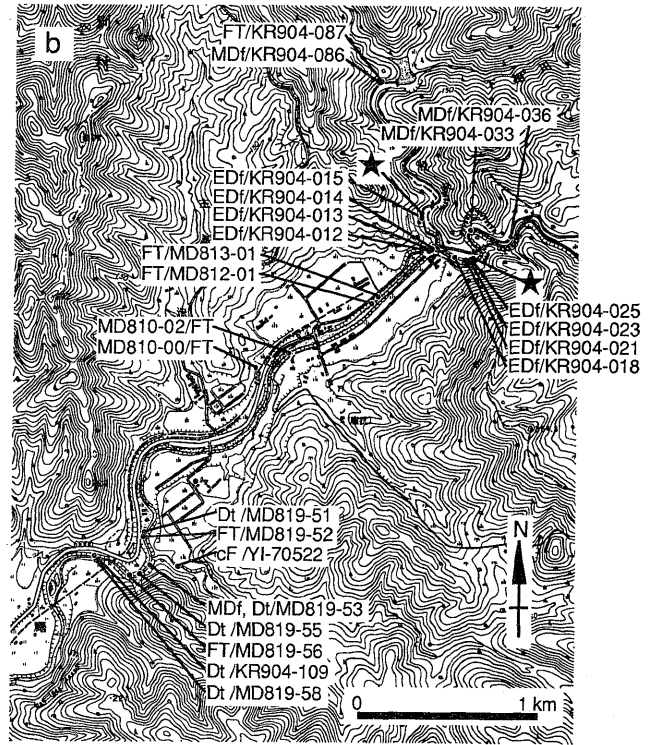 b
FT/KR904-087
MDf/KR904-086
MDf/KR904-036
MDf/KR904-033
EDf/KR904-015
EDf/KR904-014
EDf/KR904-013
EDf/KR904-012
FT/MD813-01
FT/MD812-01
EDf/KR904-025
EDf/KR904-023
EDf/KR904-021
EDf/KR904-018
MD810-02/FT
MD810-00/FT
Dt/MD819-51
FT/MD819-52
cF/YI-70522
N
MDf, Dt/MD819-53
Dt/MD819-55
FT/MD819-56
Dt/KR904-109
Dt/MD819-58
0 1 km